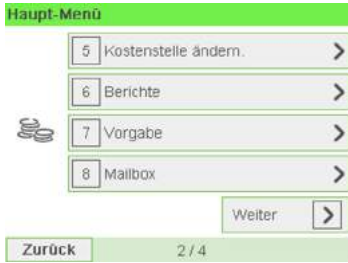 Haupt-Menü
5 Kostenstelle ändern.
6 Berichte
7 Vorgabe
8 Mailbox
Weiter
Zurück 2 / 4